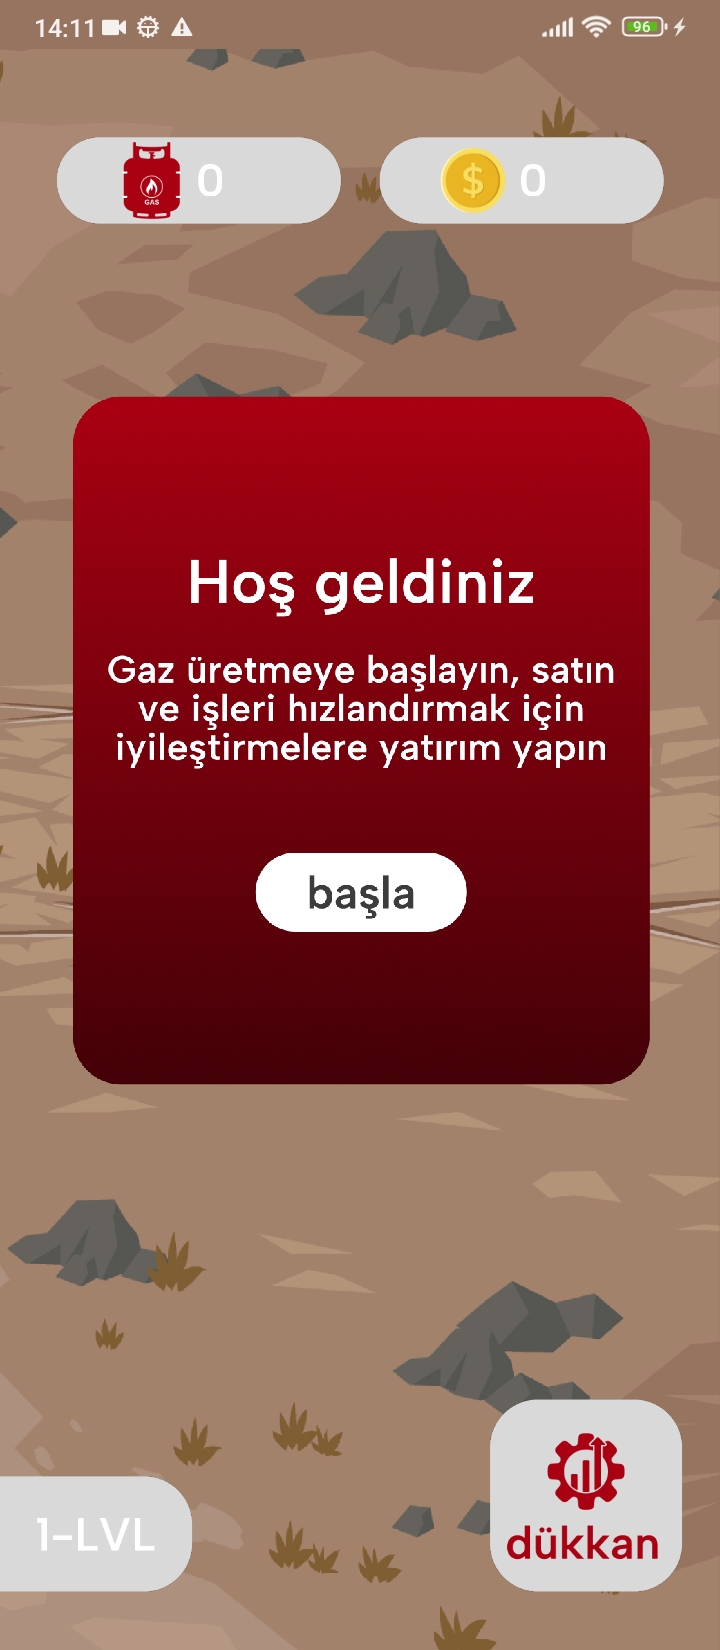 14:11
96
GAS
0
$
0
Hoş geldiniz
Gaz üretmeye başlayın, satın
ve işleri hızlandırmak için
iyileştirmelere yatırım yapın
başla
1-LVL
dükkan